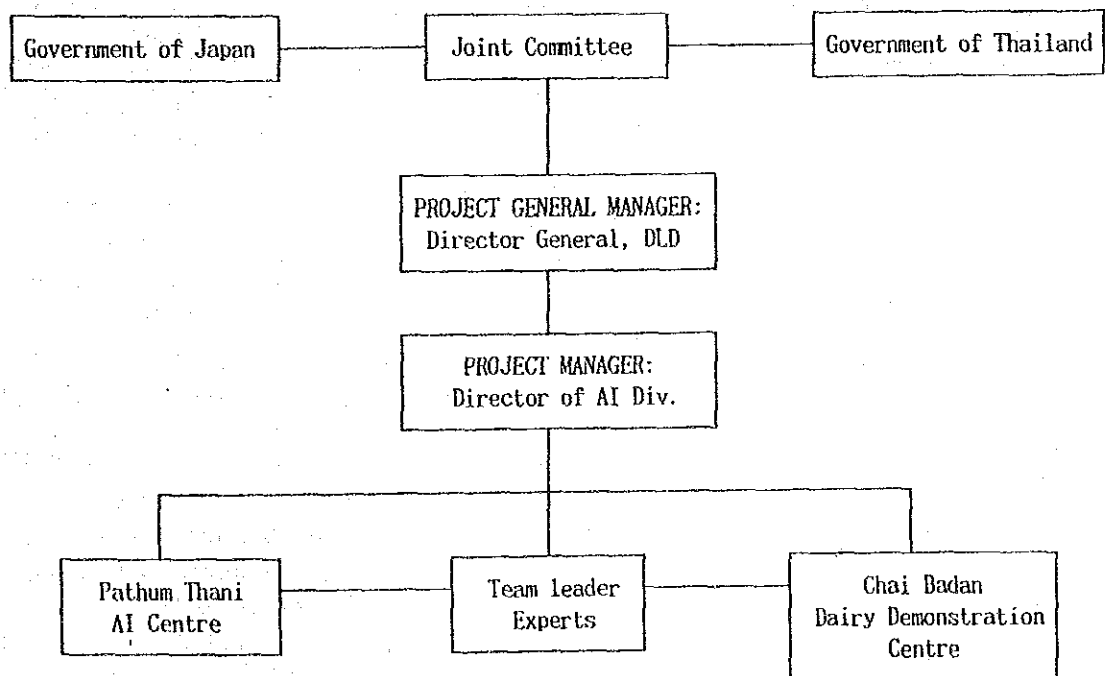 Government of Japan
Joint Committee
Government of Thailand
PROJECT GENERAL MANAGER:
Director General, DLD
PROJECT MANAGER:
Director of AI Div.
Pathum Thani
AI Centre
Team leader
Experts
Chai Badan
Dairy Demonstration
Centre